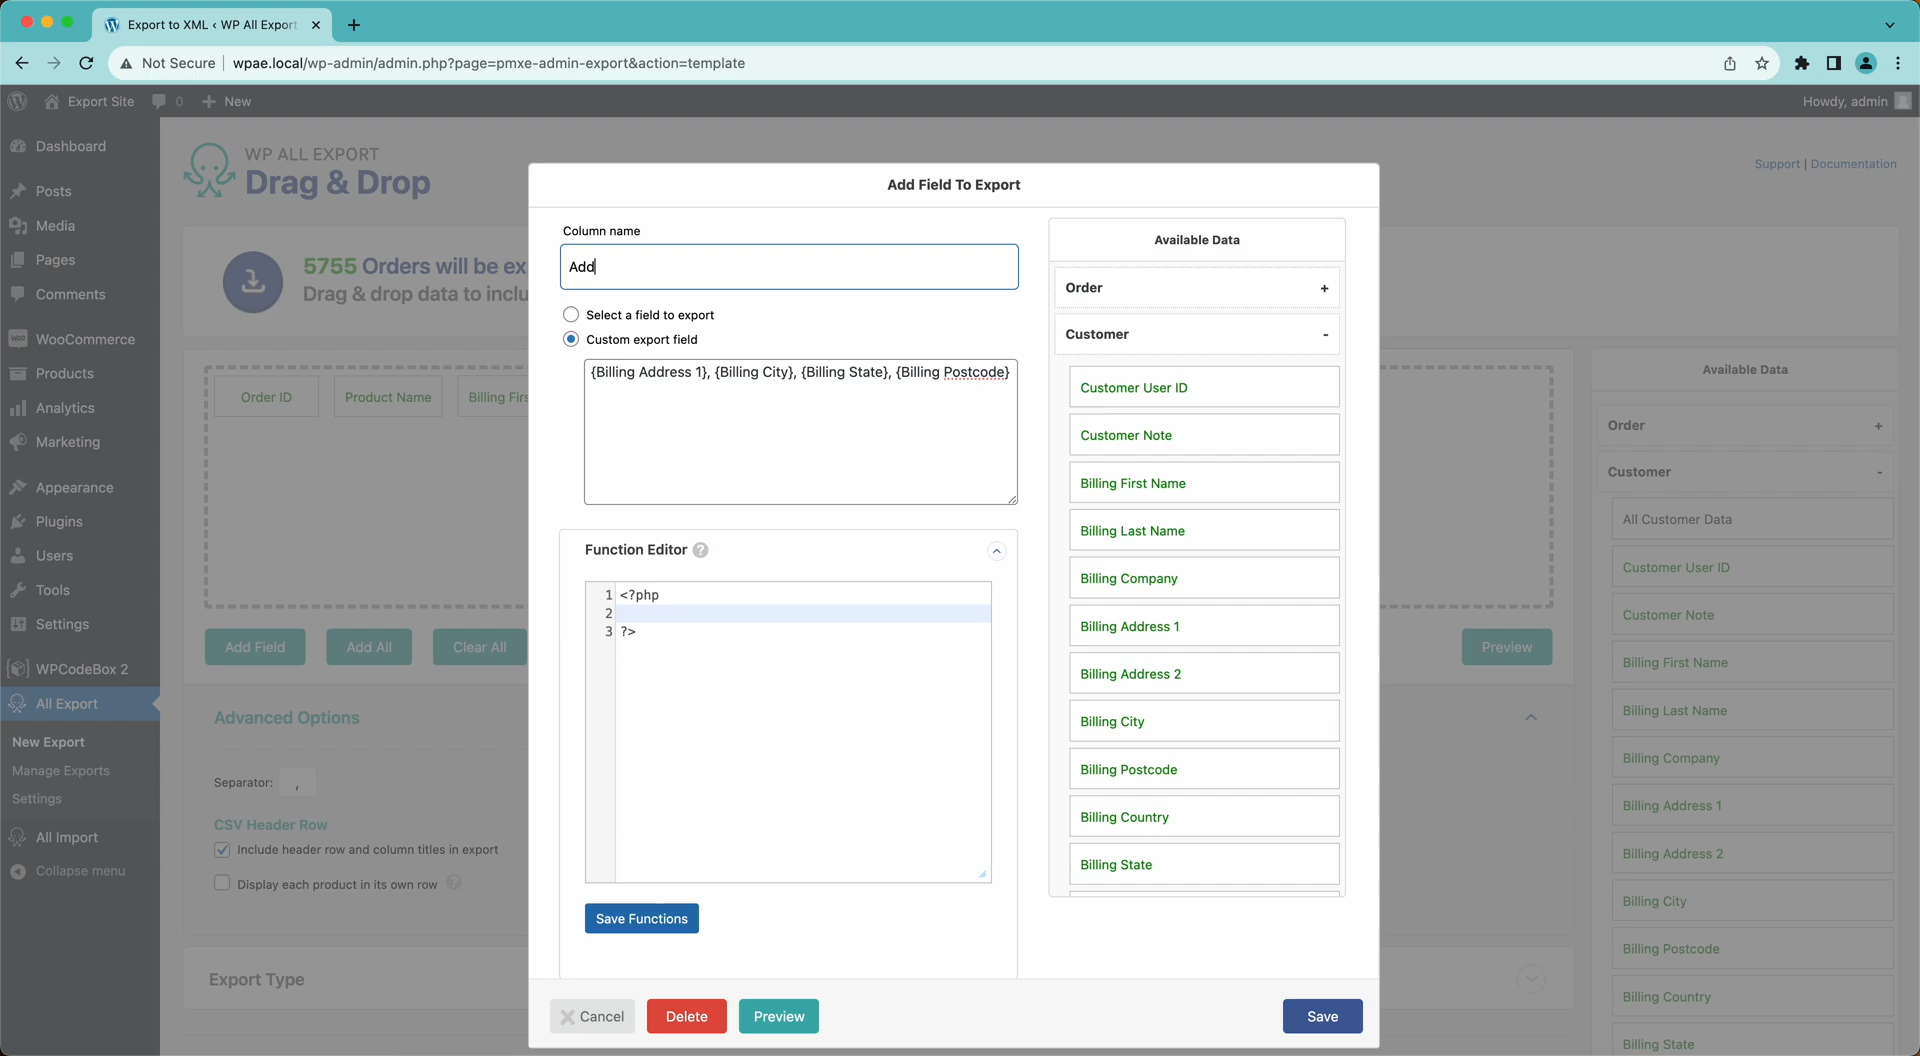 Export to XML ‹ WP All Export
Not Secure
wpae.local/wp-admin/admin.php?page=pmxe-admin-export&action=template
Export Site
0
New
Howdy, admin
Dashboard
Posts
Media
Pages
Comments
WooCommerce
Products
Analytics
Marketing
Appearance
Plugins
Users
Tools
Settings
WPCodeBox 2
All Export
New Export
Manage Exports
Settings
All Import
Collapse menu
WP ALL EXPORT
Drag & Drop
Support | Documentation
5755 Orders will be ex
Drag & drop data to inclu
Order ID
Product Name
Billing Firs
Add Field
Add All
Clear All
Preview
Advanced Options
Separator: ,
CSV Header Row
Include header row and column titles in export
Display each product in its own row ?
Export Type
Add Field To Export
Column name
Add
Select a field to export
Custom export field
{Billing Address 1}, {Billing City}, {Billing State}, {Billing Postcode}
Function Editor ?
1 <?php
2
3 ?>
Save Functions
Cancel
Delete
Preview
Save
Available Data
Order +
Customer -
Customer User ID
Customer Note
Billing First Name
Billing Last Name
Billing Company
Billing Address 1
Billing Address 2
Billing City
Billing Postcode
Billing Country
Billing State
Available Data
Order +
Customer -
All Customer Data
Customer User ID
Customer Note
Billing First Name
Billing Last Name
Billing Company
Billing Address 1
Billing Address 2
Billing City
Billing Postcode
Billing Country
Billing State